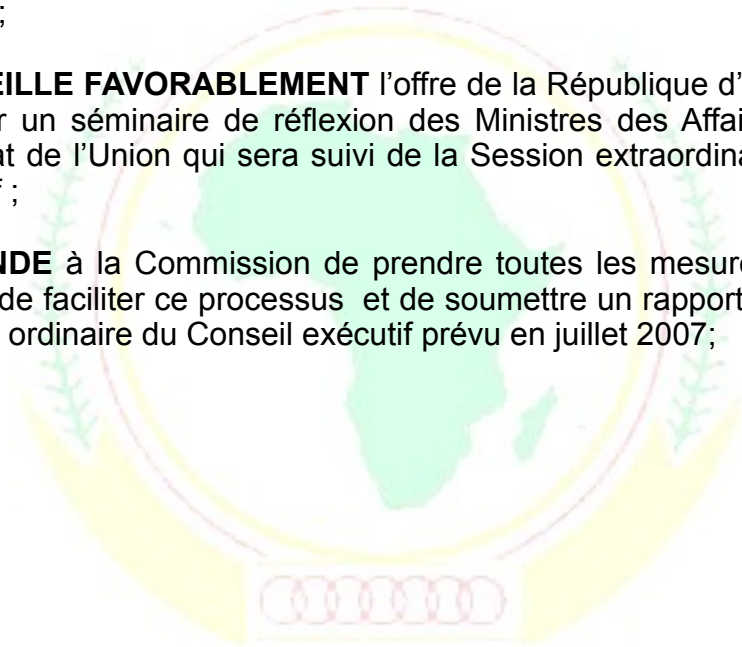 ;
EILLE FAVORABLEMENT l’offre de la République d’
r un séminaire de réflexion des Ministres des Affai
at de l’Union qui sera suivi de la Session extraordina
;
NDE à la Commission de prendre toutes les mesure
de faciliter ce processus et de soumettre un rapport
ordinaire du Conseil exécutif prévu en juillet 2007;